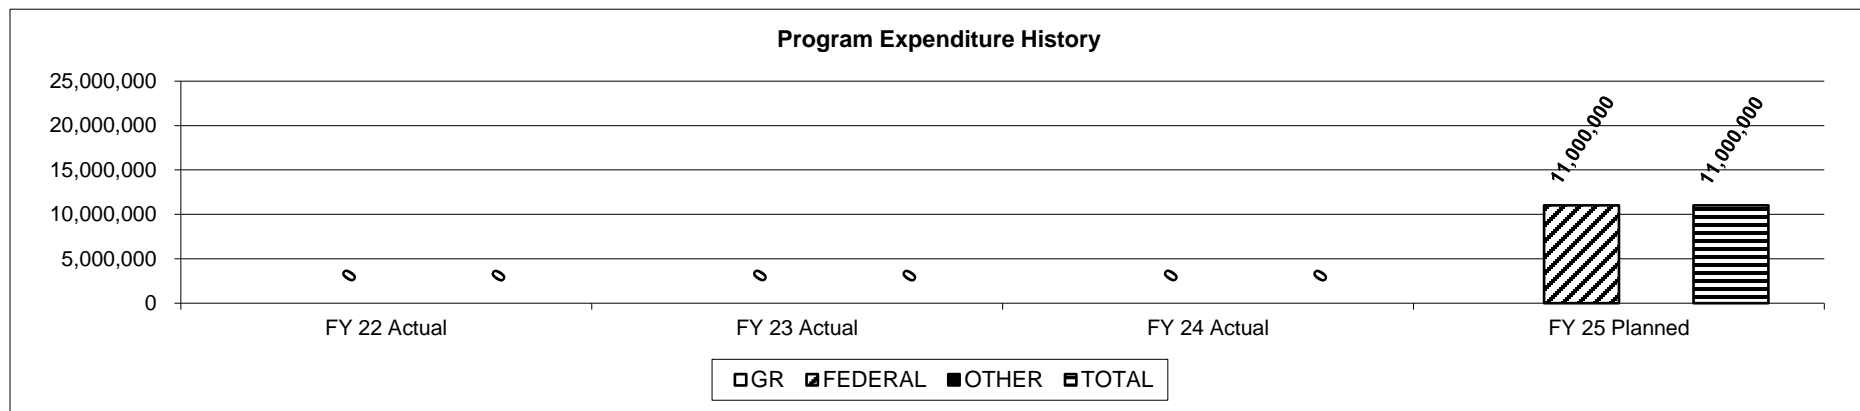 Program Expenditure History
25,000,000
20,000,000
15,000,000
10,000,000
5,000,000
0
0 0 0 0 0 0 11,000,000 11,000,000
FY 22 Actual FY 23 Actual FY 24 Actual FY 25 Planned
GR FEDERAL OTHER TOTAL